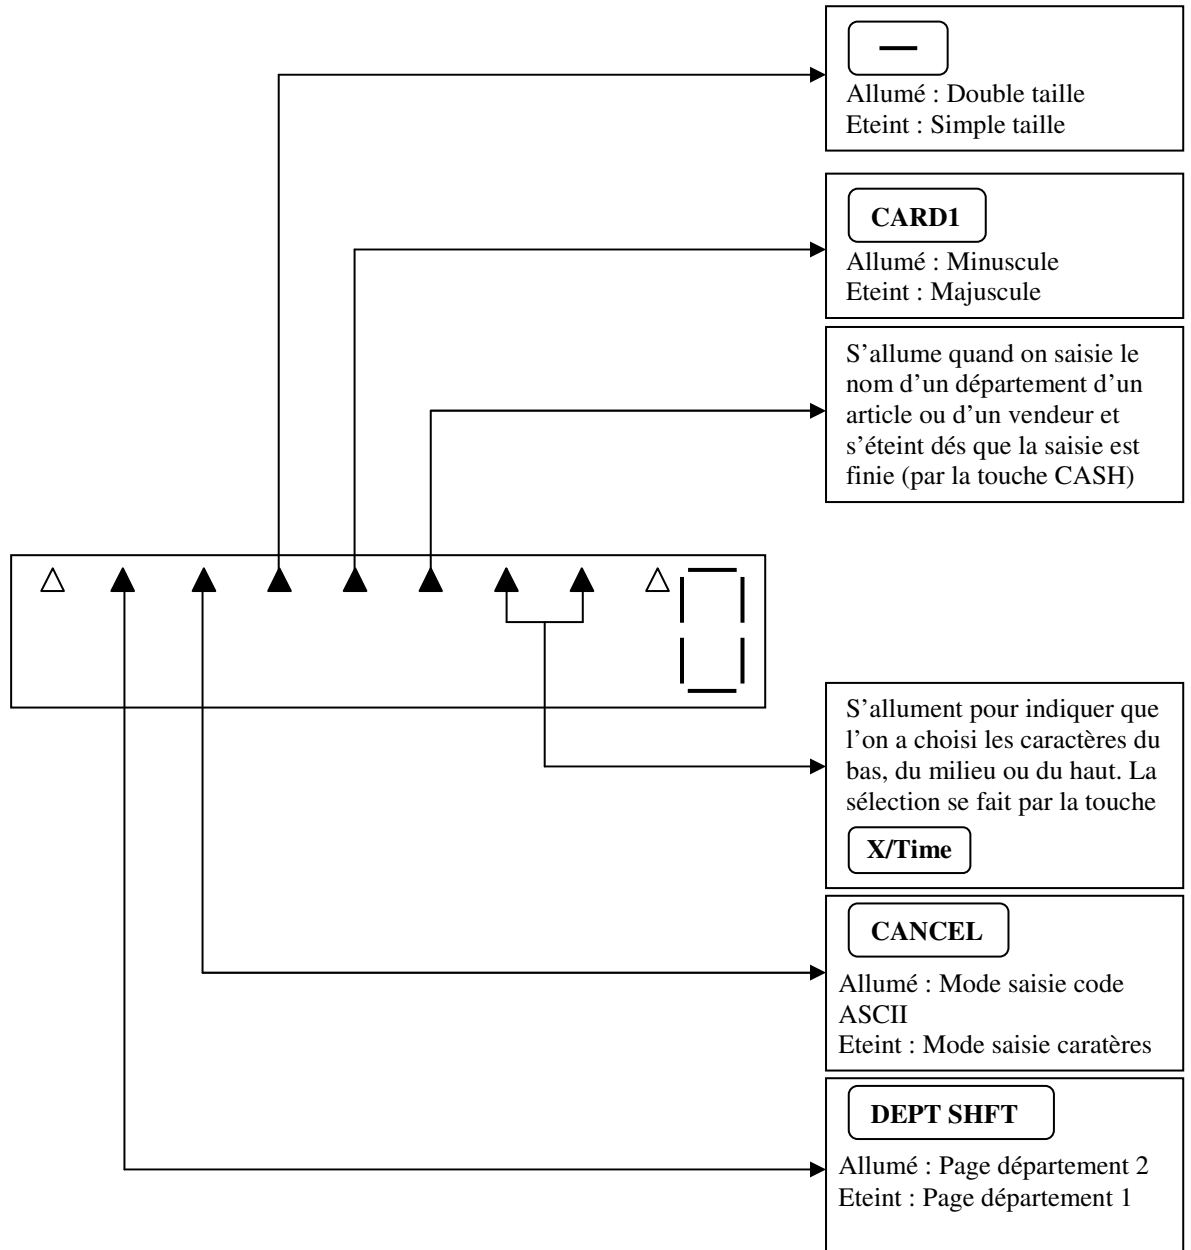 —
Allumé : Double taille
Eteint : Simple taille
CARD1
Allumé : Minuscule
Eteint : Majuscule
S’allume quand on saisie le
nom d’un département d’un
article ou d’un vendeur et
s’éteint dés que la saisie est
finie (par la touche CASH)
S’allument pour indiquer que
l’on a choisi les caractères du
bas, du milieu ou du haut. La
sélection se fait par la touche
X/Time
CANCEL
Allumé : Mode saisie code
ASCII
Eteint : Mode saisie caratères
DEPT SHFT
Allumé : Page département 2
Eteint : Page département 1